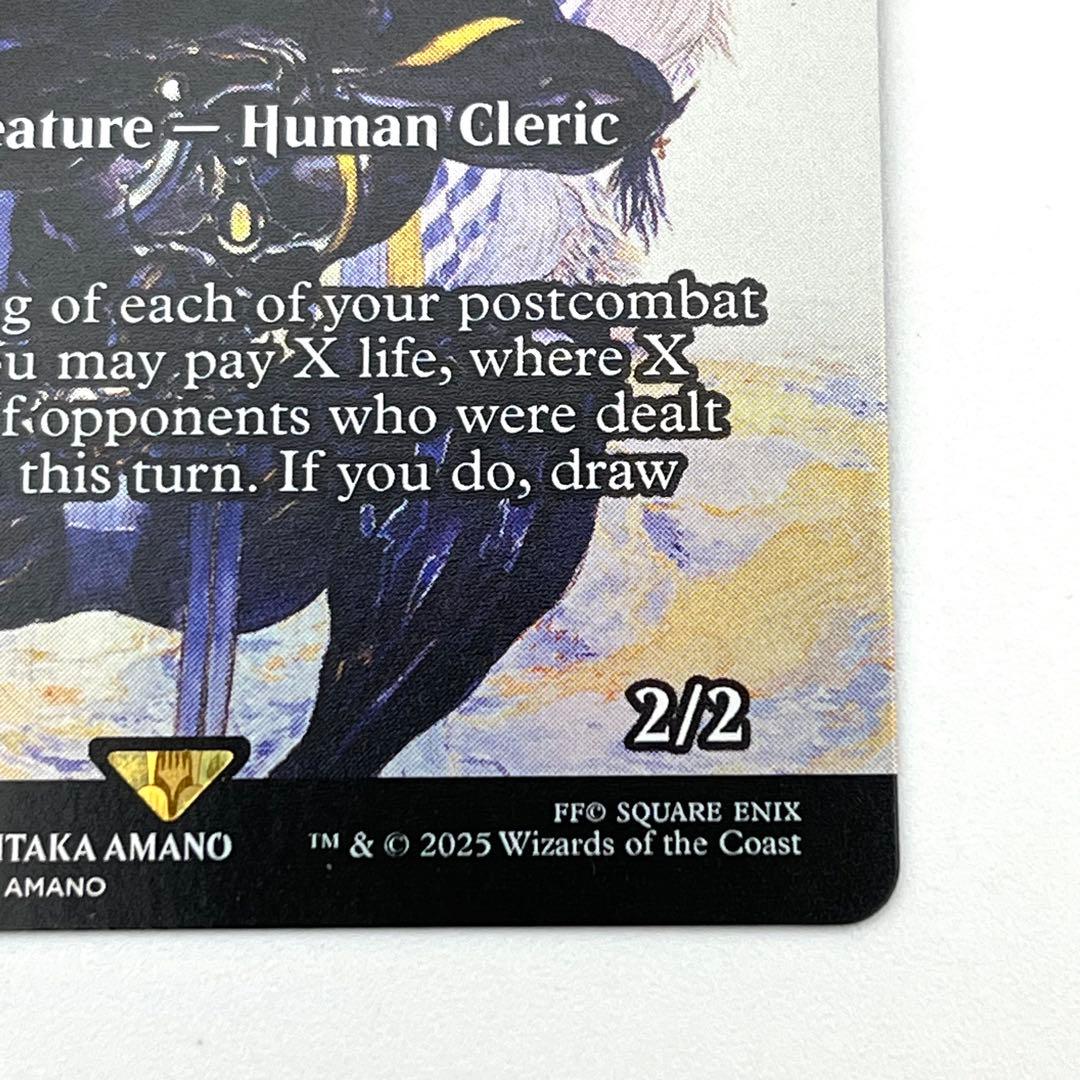 eature — Human Cleric
g of each of your postcombat
u may pay X life, where X
f opponents who were dealt
this turn. If you do, draw
2/2
FF© SQUARE ENIX
ITAKA AMANO
™ & © 2025 Wizards of the Coast
AMANO